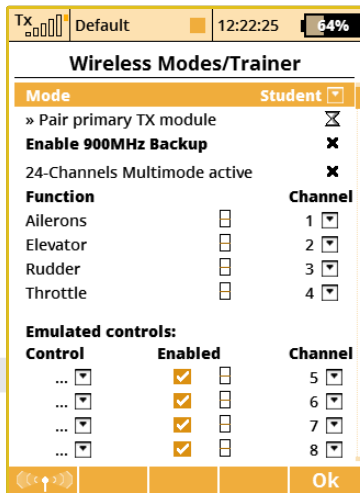 Tx Default 12:22:25 64%
Wireless Modes/Trainer
Mode Student
» Pair primary TX module
Enable 900MHz Backup
24-Channels Multimode active
Function Channel
Ailerons 1
Elevator 2
Rudder 3
Throttle 4
Emulated controls:
Control Enabled Channel
... 5
... 6
... 7
... 8
Ok